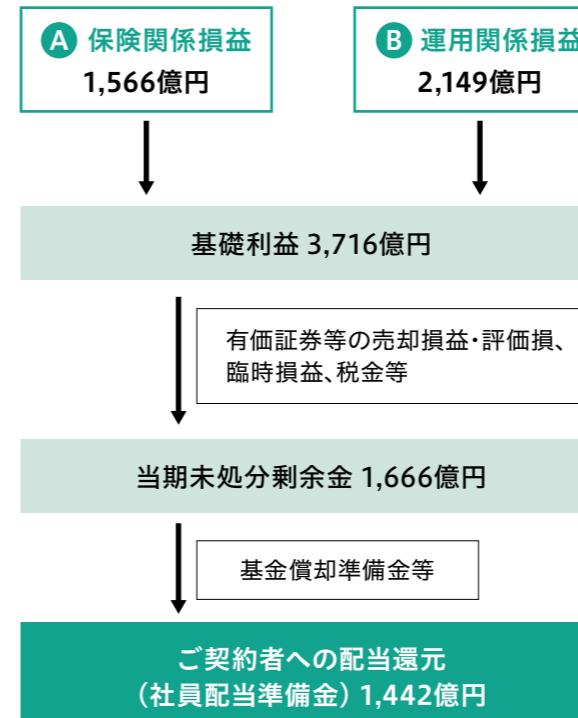 A 保険関係損益
1,566億円
B 運用関係損益
2,149億円
基礎利益 3,716億円
有価証券等の売却損益・評価損、
臨時損益、税金等
当期未処分剰余金 1,666億円
基金償却準備金等
ご契約者への配当還元
（社員配当準備金）1,442億円